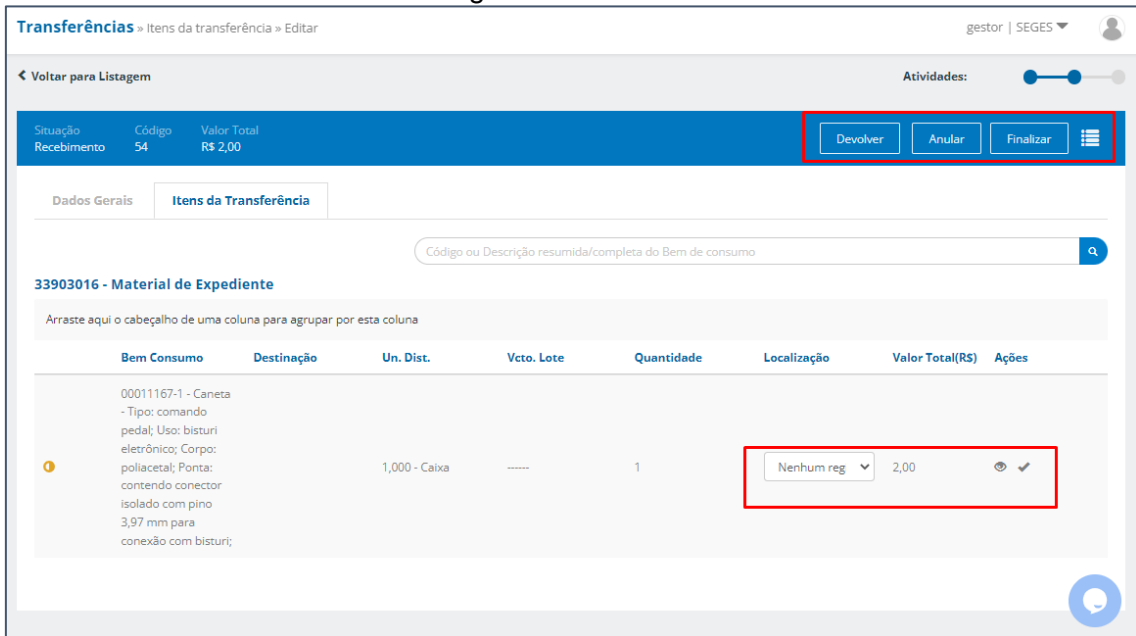 Transferências » Itens da transferência » Editar
gestor | SEGES
Voltar para Listagem
Atividades:
Situação Código Valor Total
Recebimento 54 R$ 2,00
Devolver Anular Finalizar
Dados Gerais Itens da Transferência
Código ou Descrição resumida/completa do Bem de consumo
33903016 - Material de Expediente
Arraste aqui o cabeçalho de uma coluna para agrupar por esta coluna
Bem Consumo Destinação Un. Dist. Vcto. Lote Quantidade Localização Valor Total(R$) Ações
00011167-1 - Caneta
- Tipo: comando
pedal; Uso: bisturi
eletrônico; Corpo:
poliacetal; Ponta:
contendo conector
isolado com pino
3,97 mm para
conexão com bisturi;
1,000 - Caixa ------ 1 Nenhum reg 2,00